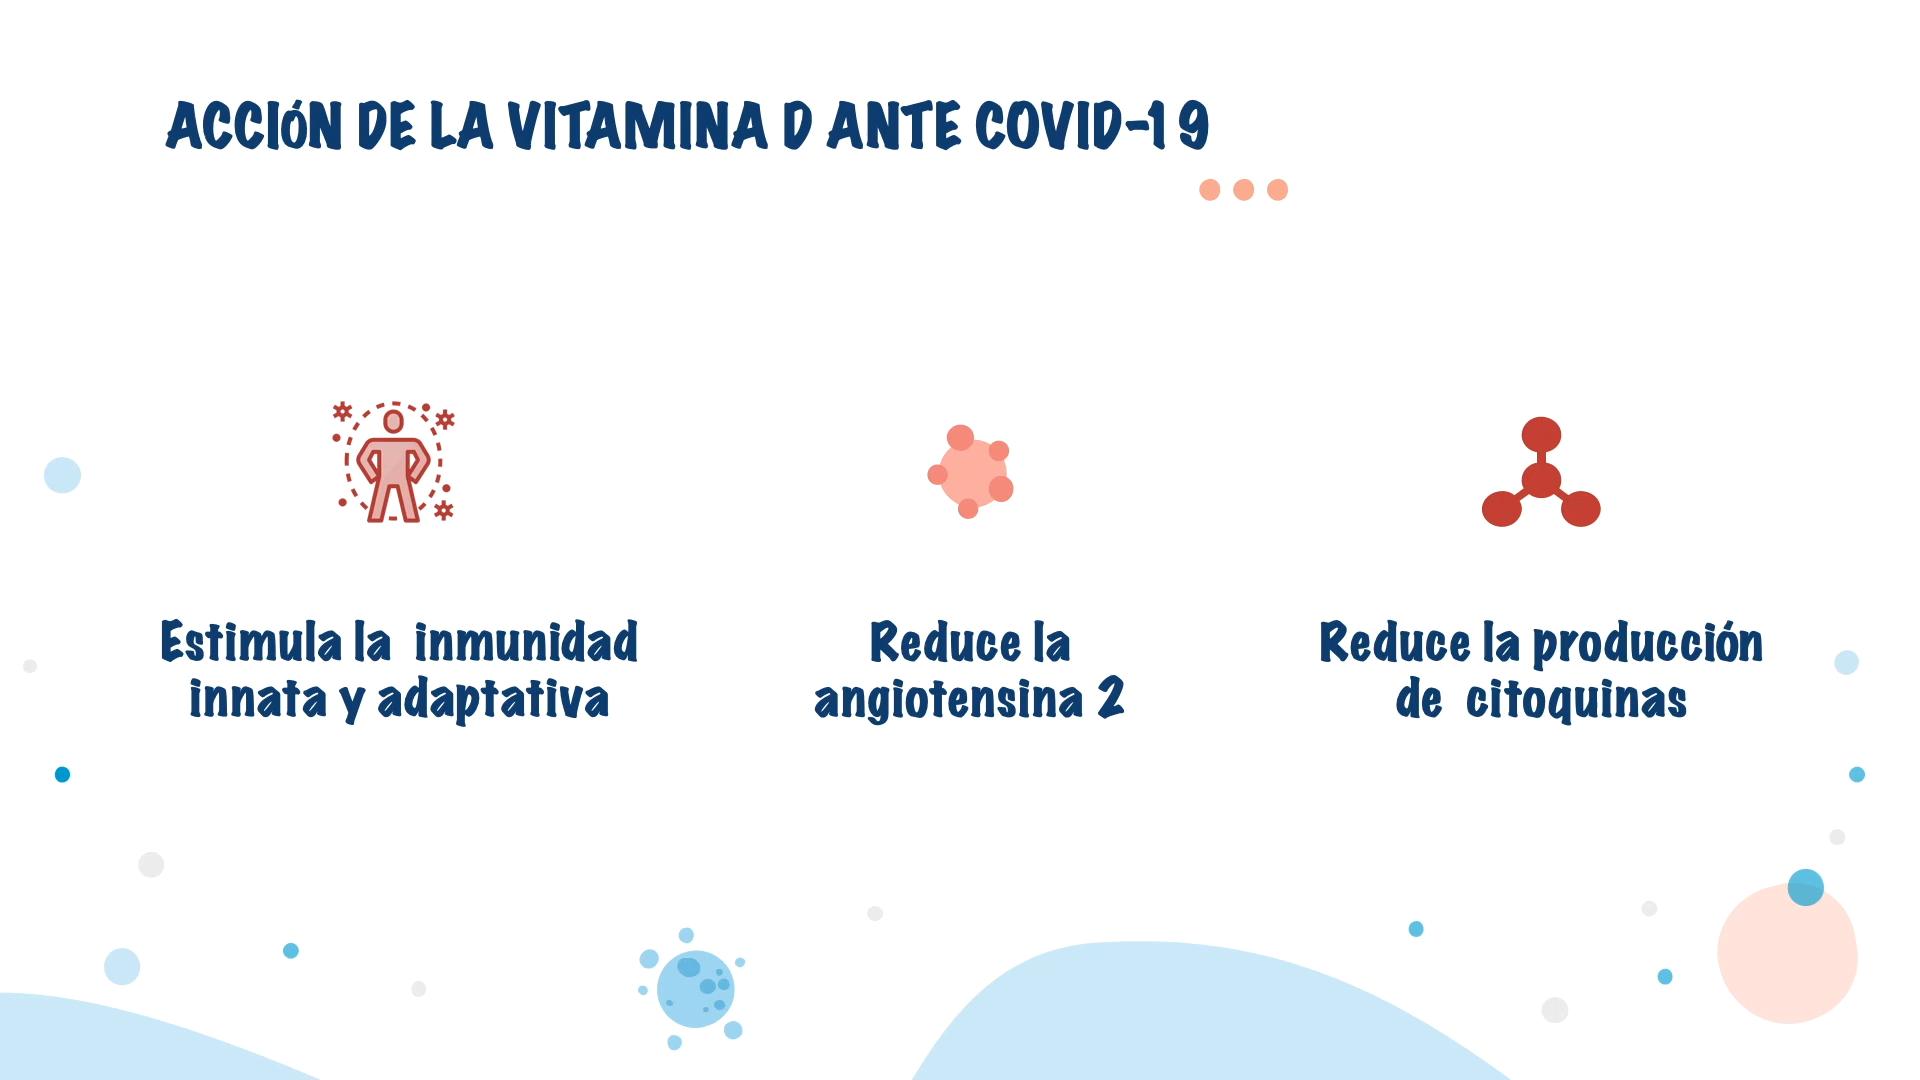 ACCIÓN DE LA VITAMINA D ANTE COVID-19
Estimula la inmunidad
innata y adaptativa
Reduce la
angiotensina 2
Reduce la producción
de citoquinas